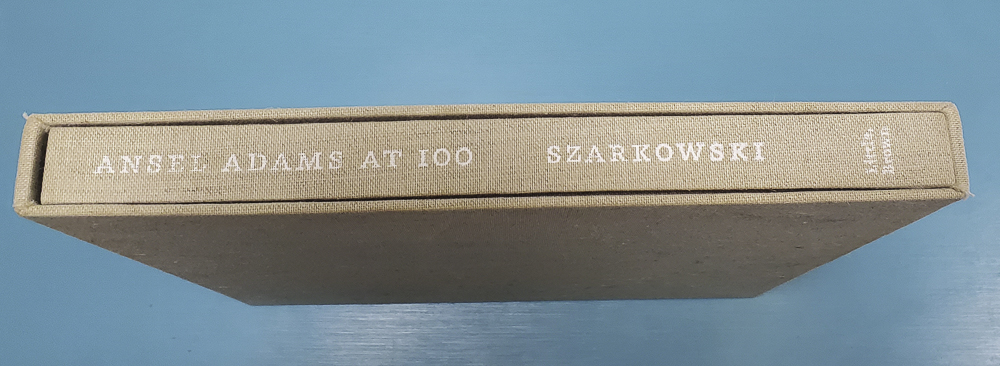 ANSEL ADAMS AT 100
SZARKOWSKI
Little,
Brown